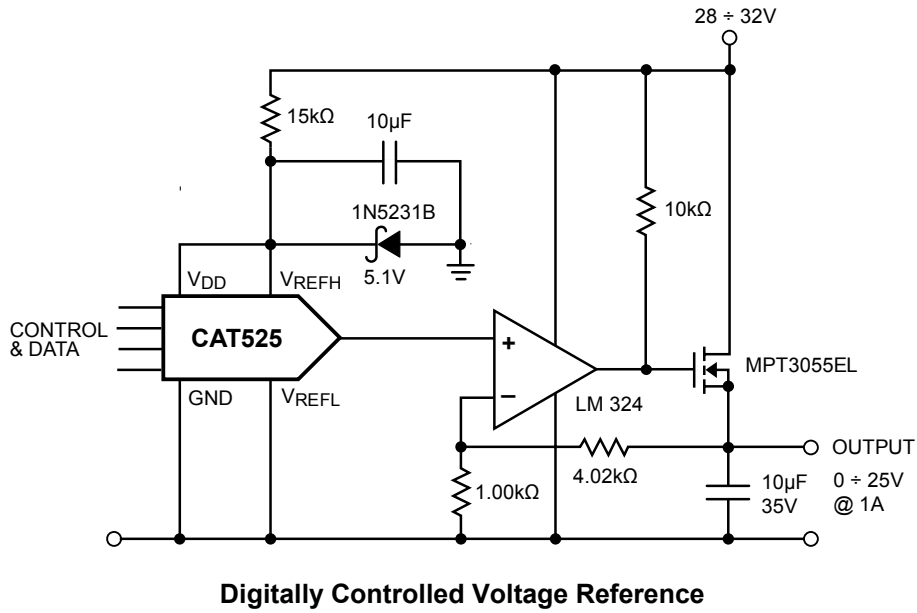 28 ÷ 32V
15kΩ
10µF
10kΩ
1N5231B
5.1V
VDD
VREFH
CONTROL
& DATA
CAT525
+
–
LM 324
MPT3055EL
GND
VREFL
OUTPUT
4.02kΩ
1.00kΩ
10µF
35V
0 ÷ 25V
@ 1A
Digitally Controlled Voltage Reference